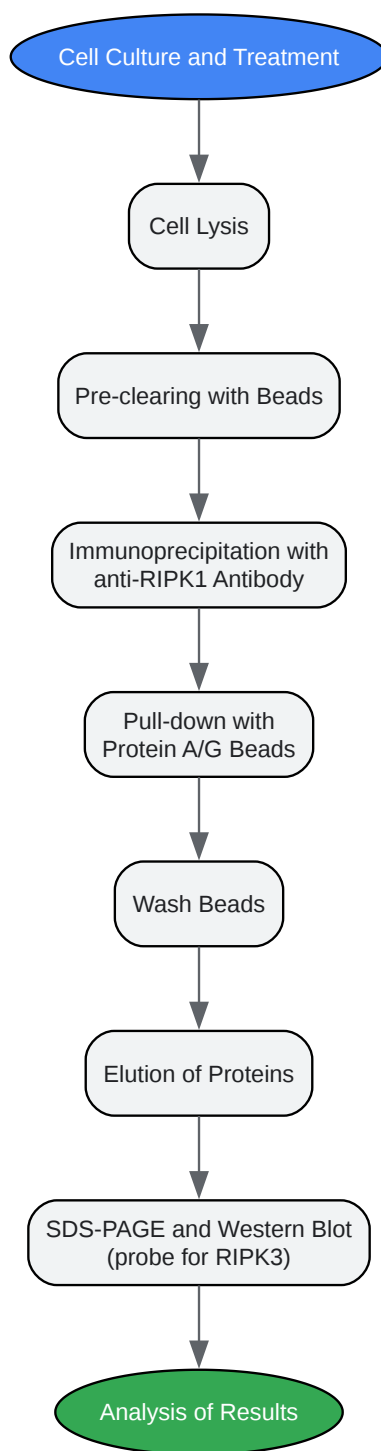 Cell Culture and Treatment
Cell Lysis
Pre-clearing with Beads
Immunoprecipitation with
anti-RIPK1 Antibody
Pull-down with
Protein A/G Beads
Wash Beads
Elution of Proteins
SDS-PAGE and Western Blot
(probe for RIPK3)
Analysis of Results